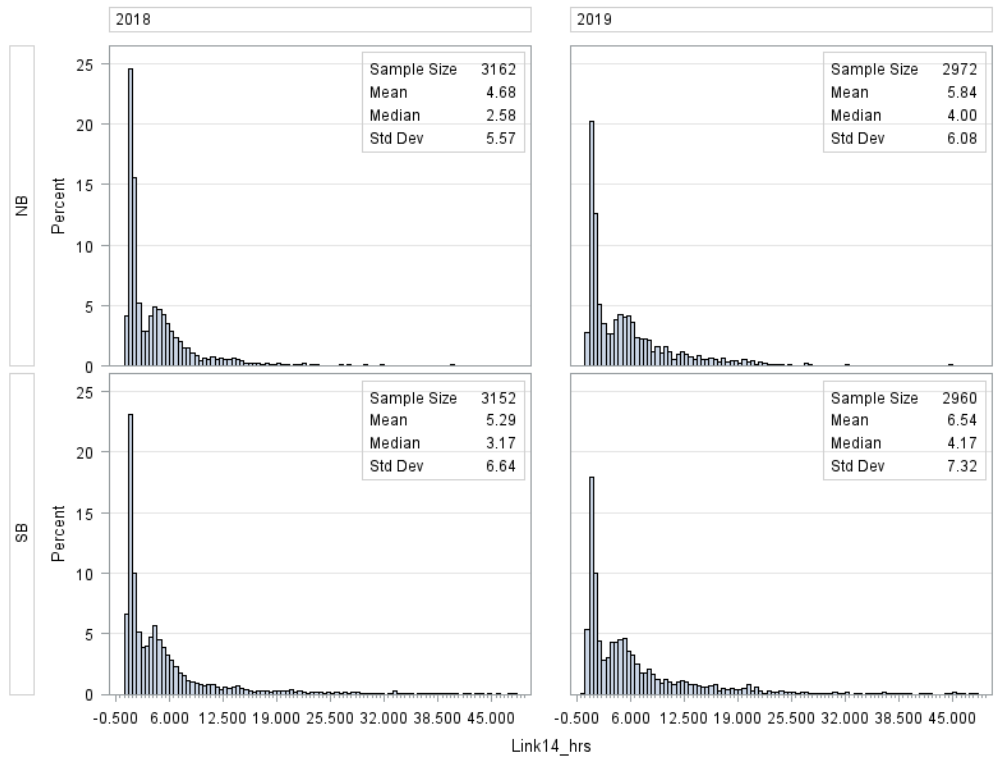 2018
2019
NB
Percent
25
20
15
10
5
0
Sample Size 3162
Mean 4.68
Median 2.58
Std Dev 5.57
Sample Size 2972
Mean 5.84
Median 4.00
Std Dev 6.08
SB
Percent
25
20
15
10
5
0
Sample Size 3152
Mean 5.29
Median 3.17
Std Dev 6.64
Sample Size 2960
Mean 6.54
Median 4.17
Std Dev 7.32
-0.500 6.000 12.500 19.000 25.500 32.000 38.500 45.000
-0.500 6.000 12.500 19.000 25.500 32.000 38.500 45.000
Link14_hrs